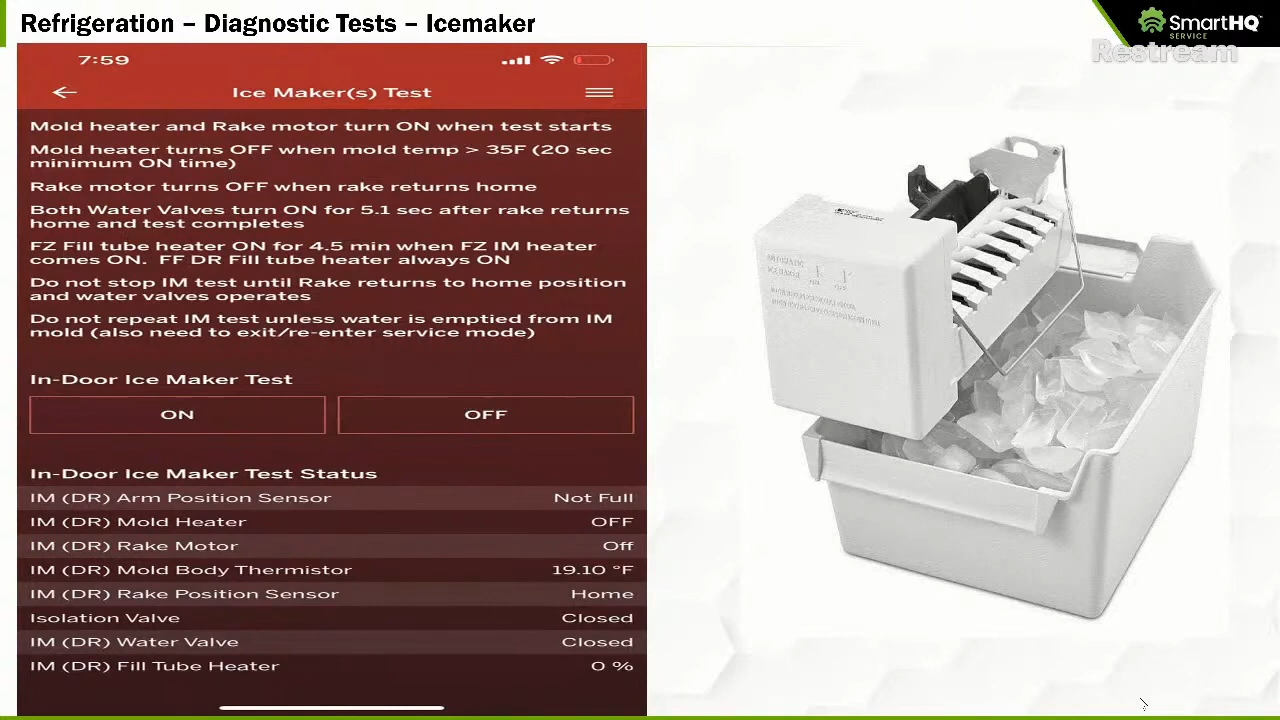 Refrigeration – Diagnostic Tests – Icemaker
SmartHQ
SERVICE
Restream
7:59
Ice Maker(s) Test
Mold heater and Rake motor turn ON when test starts
Mold heater turns OFF when mold temp > 35F (20 sec
minimum ON time)
Rake motor turns OFF when rake returns home
Both Water Valves turn ON for 5.1 sec after rake returns
home and test completes
FZ Fill tube heater ON for 4.5 min when FZ IM heater
comes ON. FF DR Fill tube heater always ON
Do not stop IM test until Rake returns to home position
and water valves operates
Do not repeat IM test unless water is emptied from IM
mold (also need to exit/re-enter service mode)
In-Door Ice Maker Test
ON OFF
In-Door Ice Maker Test Status
IM (DR) Arm Position Sensor Not Full
IM (DR) Mold Heater OFF
IM (DR) Rake Motor Off
IM (DR) Mold Body Thermistor 19.10 °F
IM (DR) Rake Position Sensor Home
Isolation Valve Closed
IM (DR) Water Valve Closed
IM (DR) Fill Tube Heater 0 %